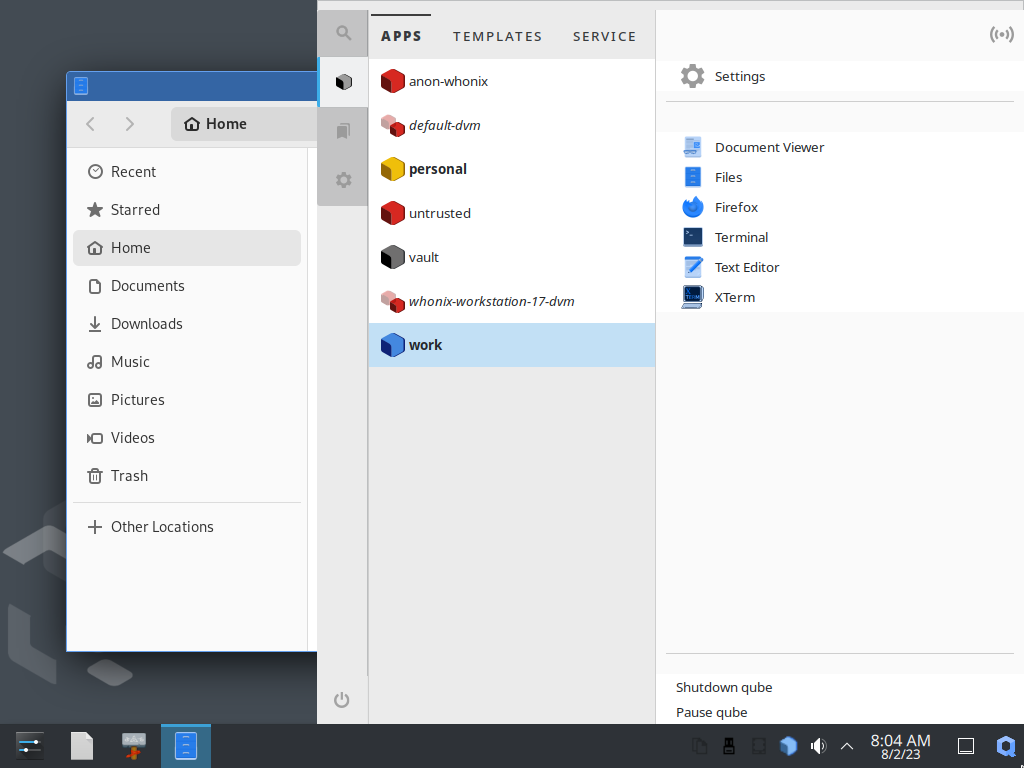 APPS TEMPLATES SERVICE
anon-whonix
default-dvm
personal
untrusted
vault
whonix-workstation-17-dvm
work
Settings
Document Viewer
Files
Firefox
Terminal
Text Editor
XTerm
Shutdown qube
Pause qube
Home
Recent
Starred
Home
Documents
Downloads
Music
Pictures
Videos
Trash
Other Locations
8:04 AM
8/2/23